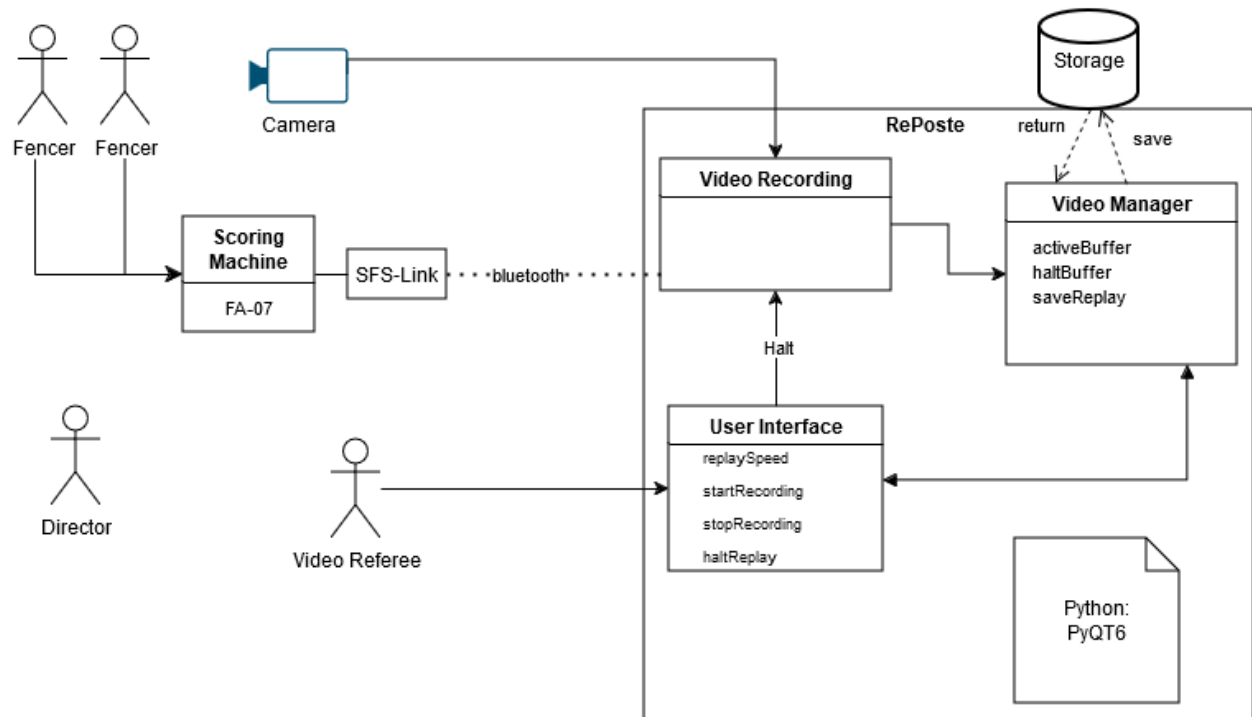 Fencer
Fencer
Camera
Storage
RePoste
return
save
Video Recording
Video Manager
activeBuffer
haltBuffer
saveReplay
Scoring
Machine
FA-07
SFS-Link
bluetooth
Halt
User Interface
replaySpeed
startRecording
stopRecording
haltReplay
Director
Video Referee
Python:
PyQT6